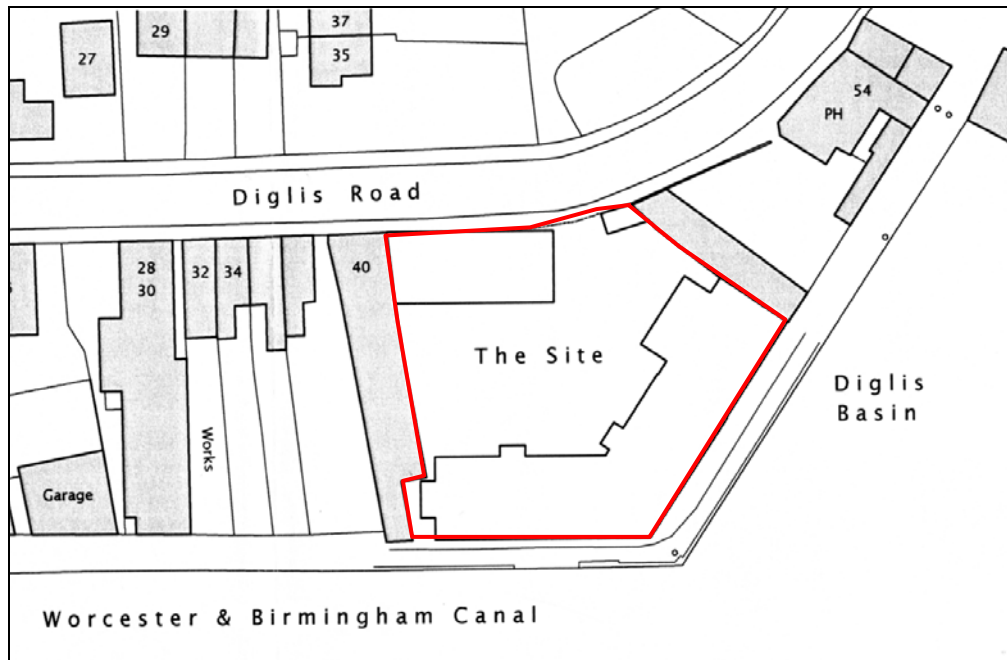 37
29
35
27
54
PH
Diglis Road
28
30
32
34
40
The Site
Diglis
Basin
Works
Garage
Worcester & Birmingham Canal